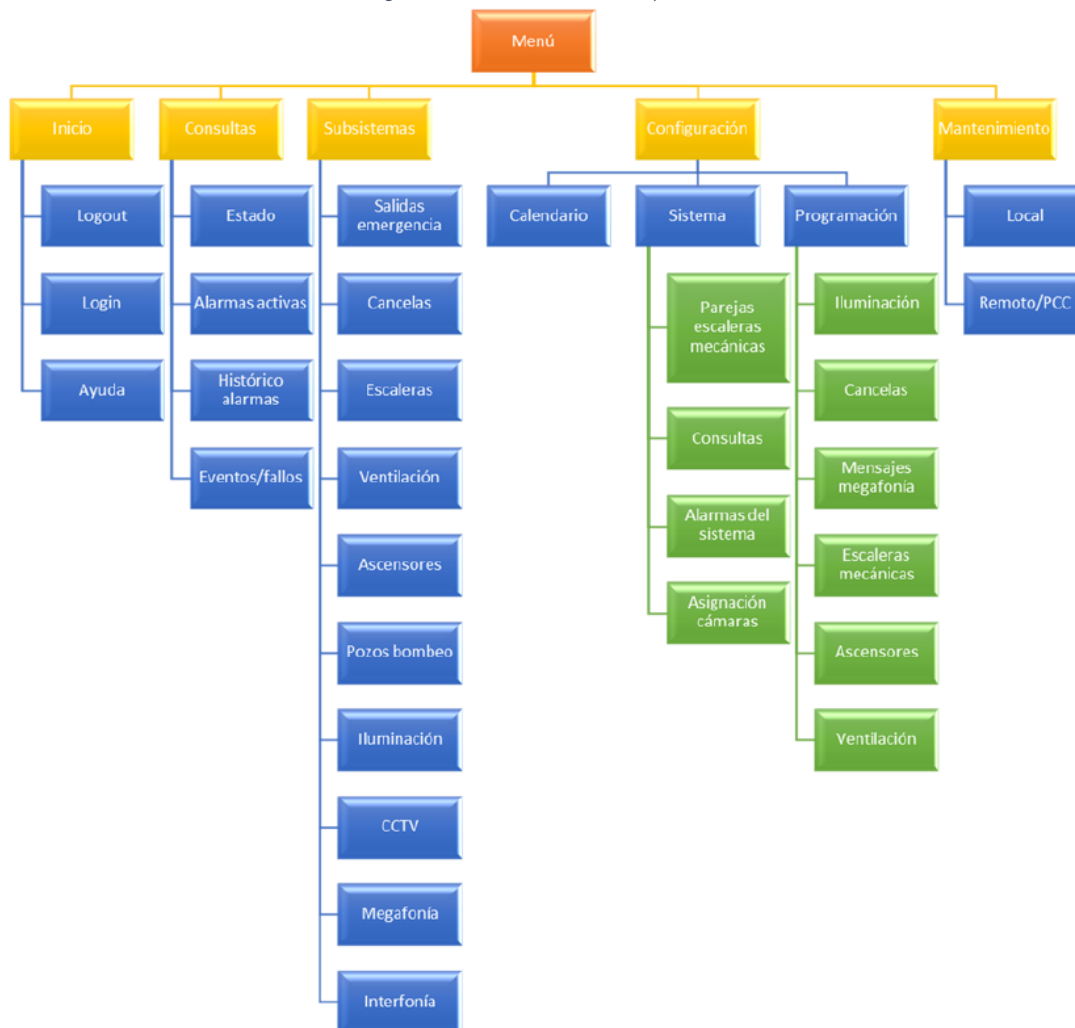 Menú
Inicio
Consultas
Subsistemas
Configuración
Mantenimiento
Logout
Login
Ayuda
Estado
Alarmas activas
Histórico
alarmas
Eventos/fallos
Salidas
emergencia
Cancelas
Escaleras
Ventilación
Ascensores
Pozos bombeo
Iluminación
CCTV
Megafonía
Interfonía
Calendario
Sistema
Programación
Parejas
escaleras
mecánicas
Consultas
Alarmas del
sistema
Asignación
cámaras
Iluminación
Cancelas
Mensajes
megafonía
Escaleras
mecánicas
Ascensores
Ventilación
Local
Remoto/PCC